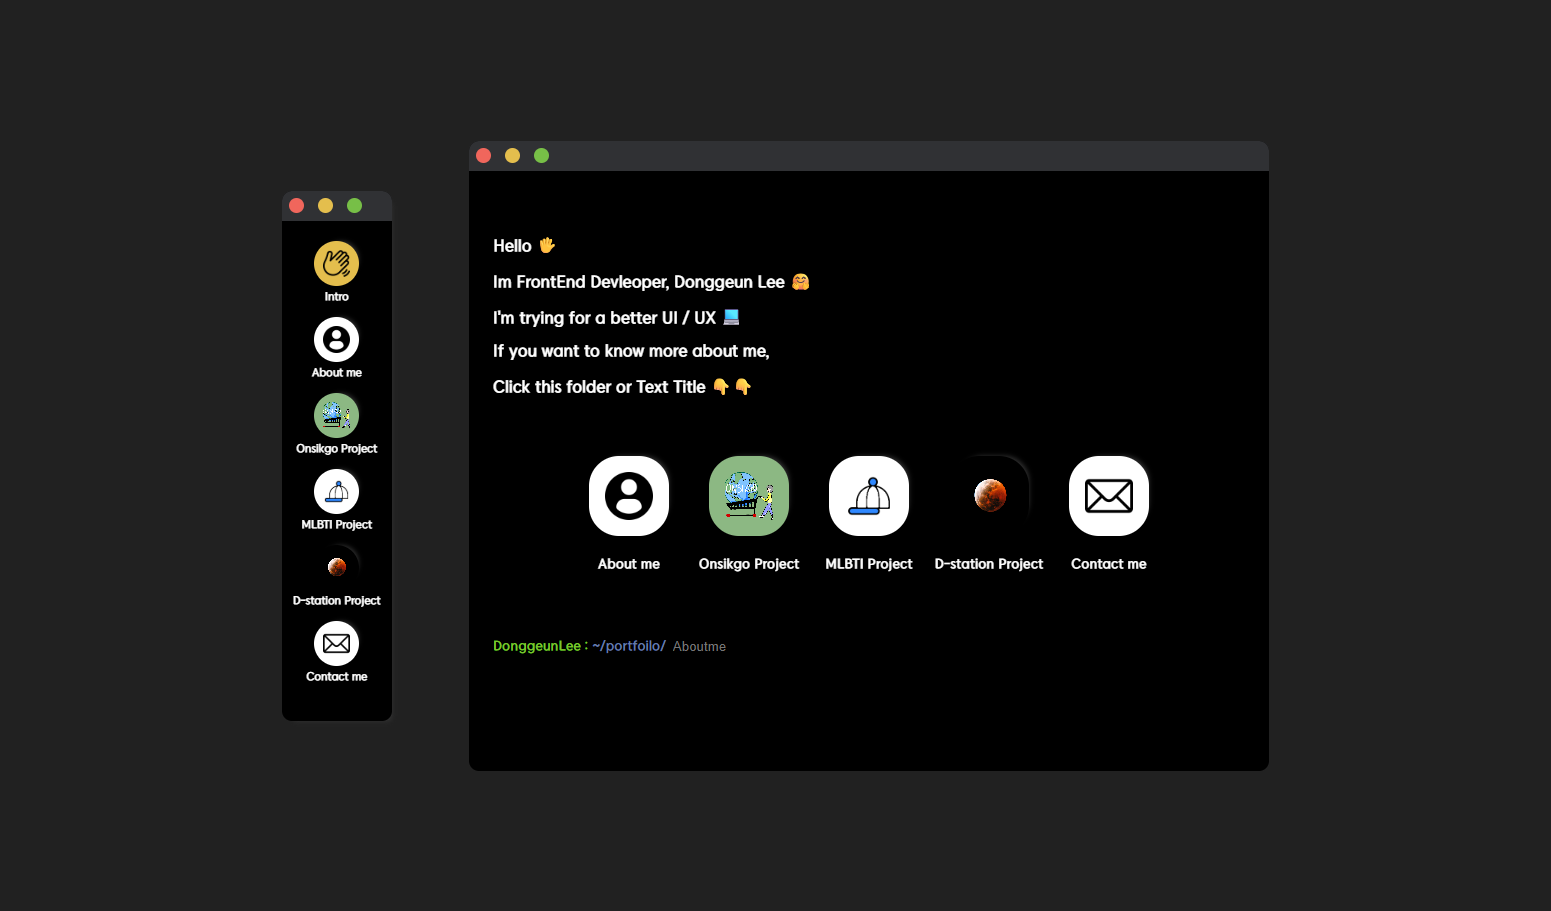 Intro
About me
Onsikgo Project
MLBTI Project
D-station Project
Contact me
Hello 🖐
Im FrontEnd Devleoper, Donggeun Lee 🤗
I'm trying for a better UI / UX 💻
If you want to know more about me,
Click this folder or Text Title 👇👇
About me
Onsikgo Project
MLBTI Project
D-station Project
Contact me
DonggeunLee : ~/portfoilo/ Aboutme